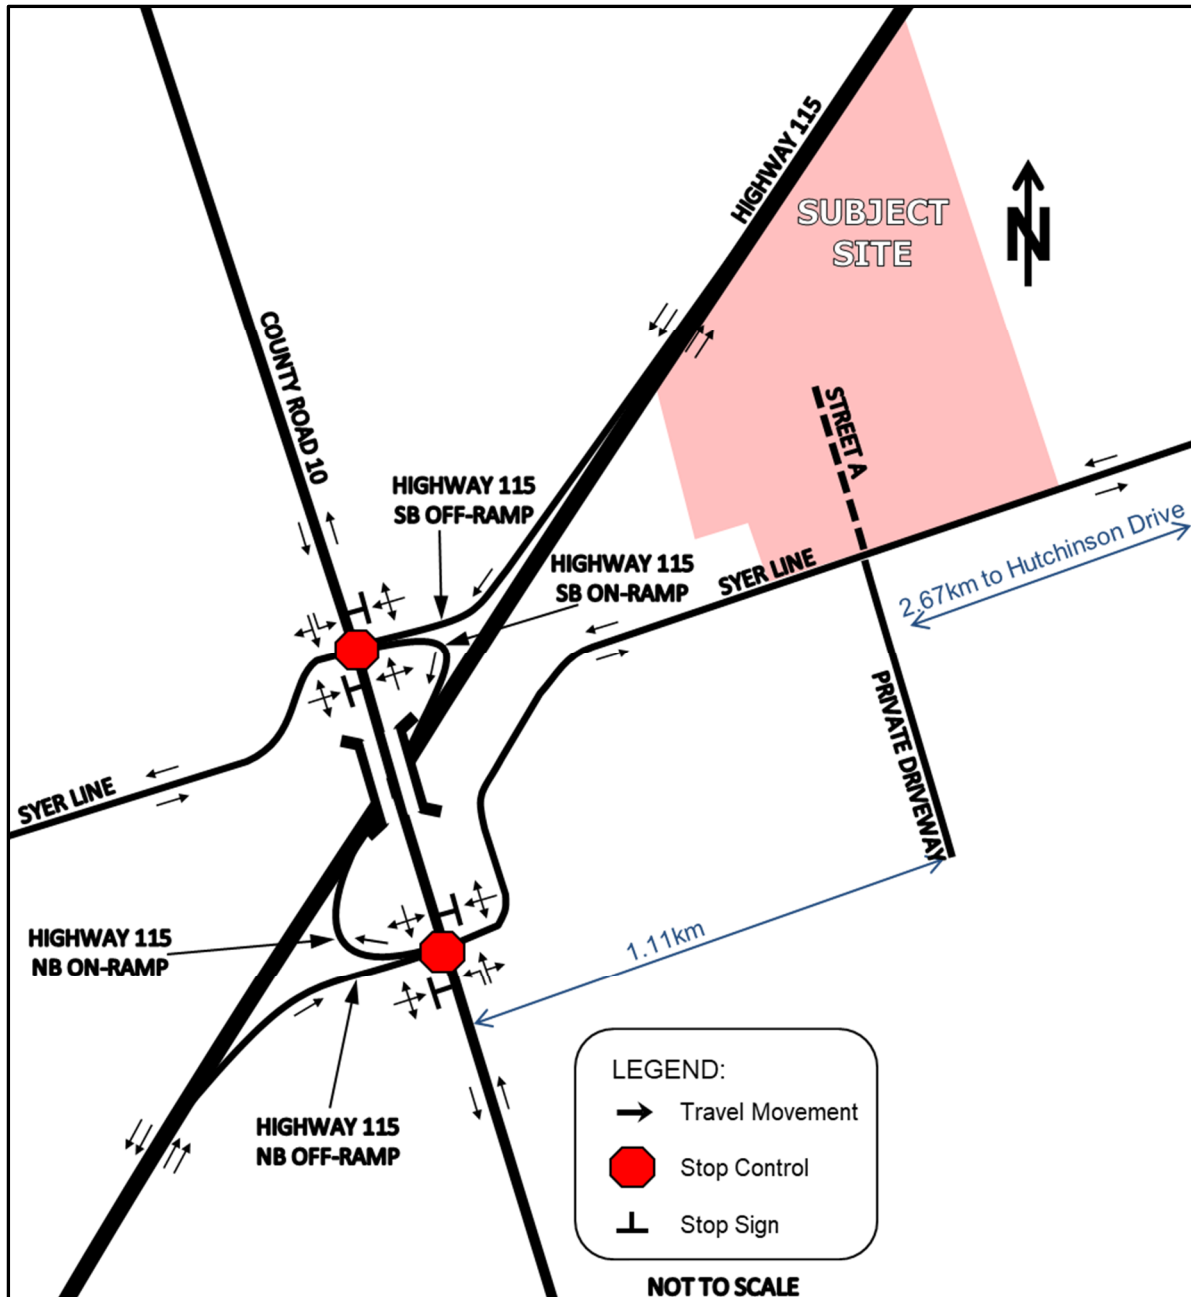 HIGHWAY 115
SUBJECT
SITE
N
COUNTY ROAD 10
STREET A
HIGHWAY 115
SB OFF-RAMP
HIGHWAY 115
SB ON-RAMP
SYER LINE
2.67km to Hutchinson Drive
PRIVATE DRIVEWAY
SYER LINE
HIGHWAY 115
NB ON-RAMP
1.11km
HIGHWAY 115
NB OFF-RAMP
LEGEND:
Travel Movement
Stop Control
Stop Sign
NOT TO SCALE